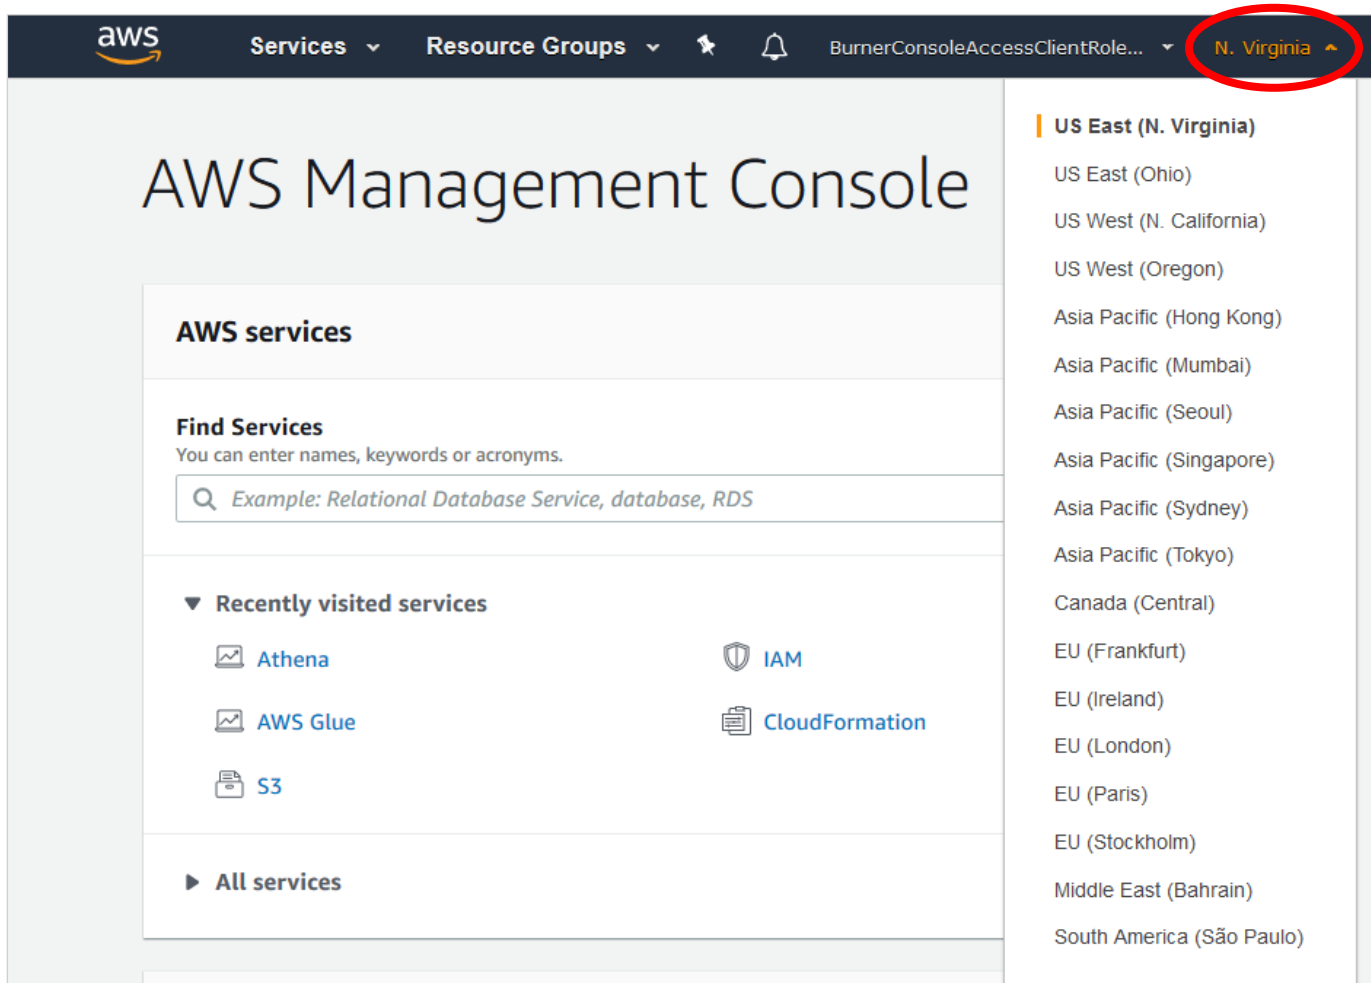 aws Services Resource Groups BurnerConsoleAccessClientRole... N. Virginia
AWS Management Console
AWS services
Find Services
You can enter names, keywords or acronyms.
Example: Relational Database Service, database, RDS
Recently visited services
Athena
IAM
AWS Glue
CloudFormation
S3
All services
US East (N. Virginia)
US East (Ohio)
US West (N. California)
US West (Oregon)
Asia Pacific (Hong Kong)
Asia Pacific (Mumbai)
Asia Pacific (Seoul)
Asia Pacific (Singapore)
Asia Pacific (Sydney)
Asia Pacific (Tokyo)
Canada (Central)
EU (Frankfurt)
EU (Ireland)
EU (London)
EU (Paris)
EU (Stockholm)
Middle East (Bahrain)
South America (São Paulo)